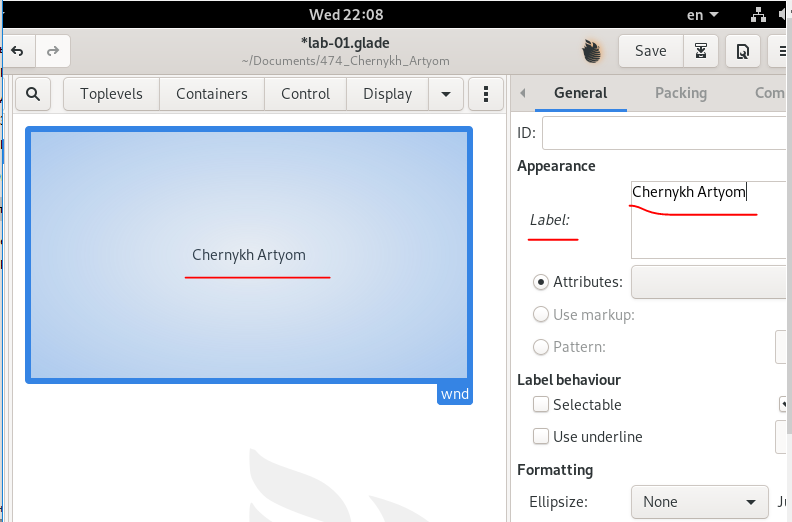 Wed 22:08
en
*lab-01.glade
~/Documents/474_Chernykh_Artyom
Save
Toplevels Containers Control Display
General Packing Com
ID:
Appearance
Chernykh Artyom
Label:
Chernykh Artyom
Attributes:
Use markup:
Pattern:
wnd
Label behaviour
Selectable
Use underline
Formatting
Ellipsize: None Ju